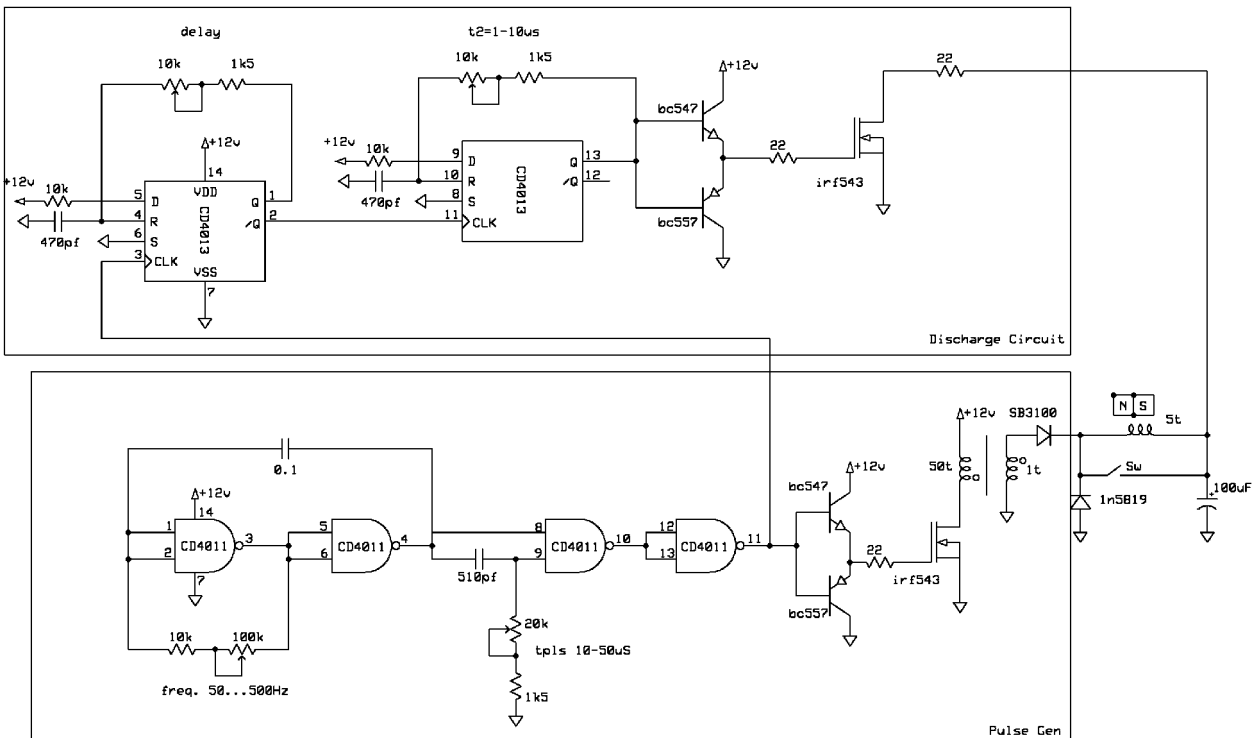 delay
10k 1k5
t2=1-10us
10k 1k5
+12v
bc547
22
22
irf543
bc557
+12v
14
VDD
+12v
10k
5 D
4 R
470pf
6 S
3 CLK
CD4013
Q 1
/Q 2
VSS
7
+12v
10k
9 D
10 R
470pf
8 S
11 CLK
CD4013
Q 13
/Q 12
Discharge Circuit
0.1
+12v
14
1
2
CD4011
3
7
5
6
CD4011
4
8
9
CD4011
10
12
13
CD4011
11
510pf
20k
tpls 10-50uS
1k5
10k 100k
freq. 50...500Hz
+12v
bc547
22
irf543
bc557
+12v
50t
1t
SB3100
N S
5t
Sw
1n5819
+
100uF
Pulse Gen